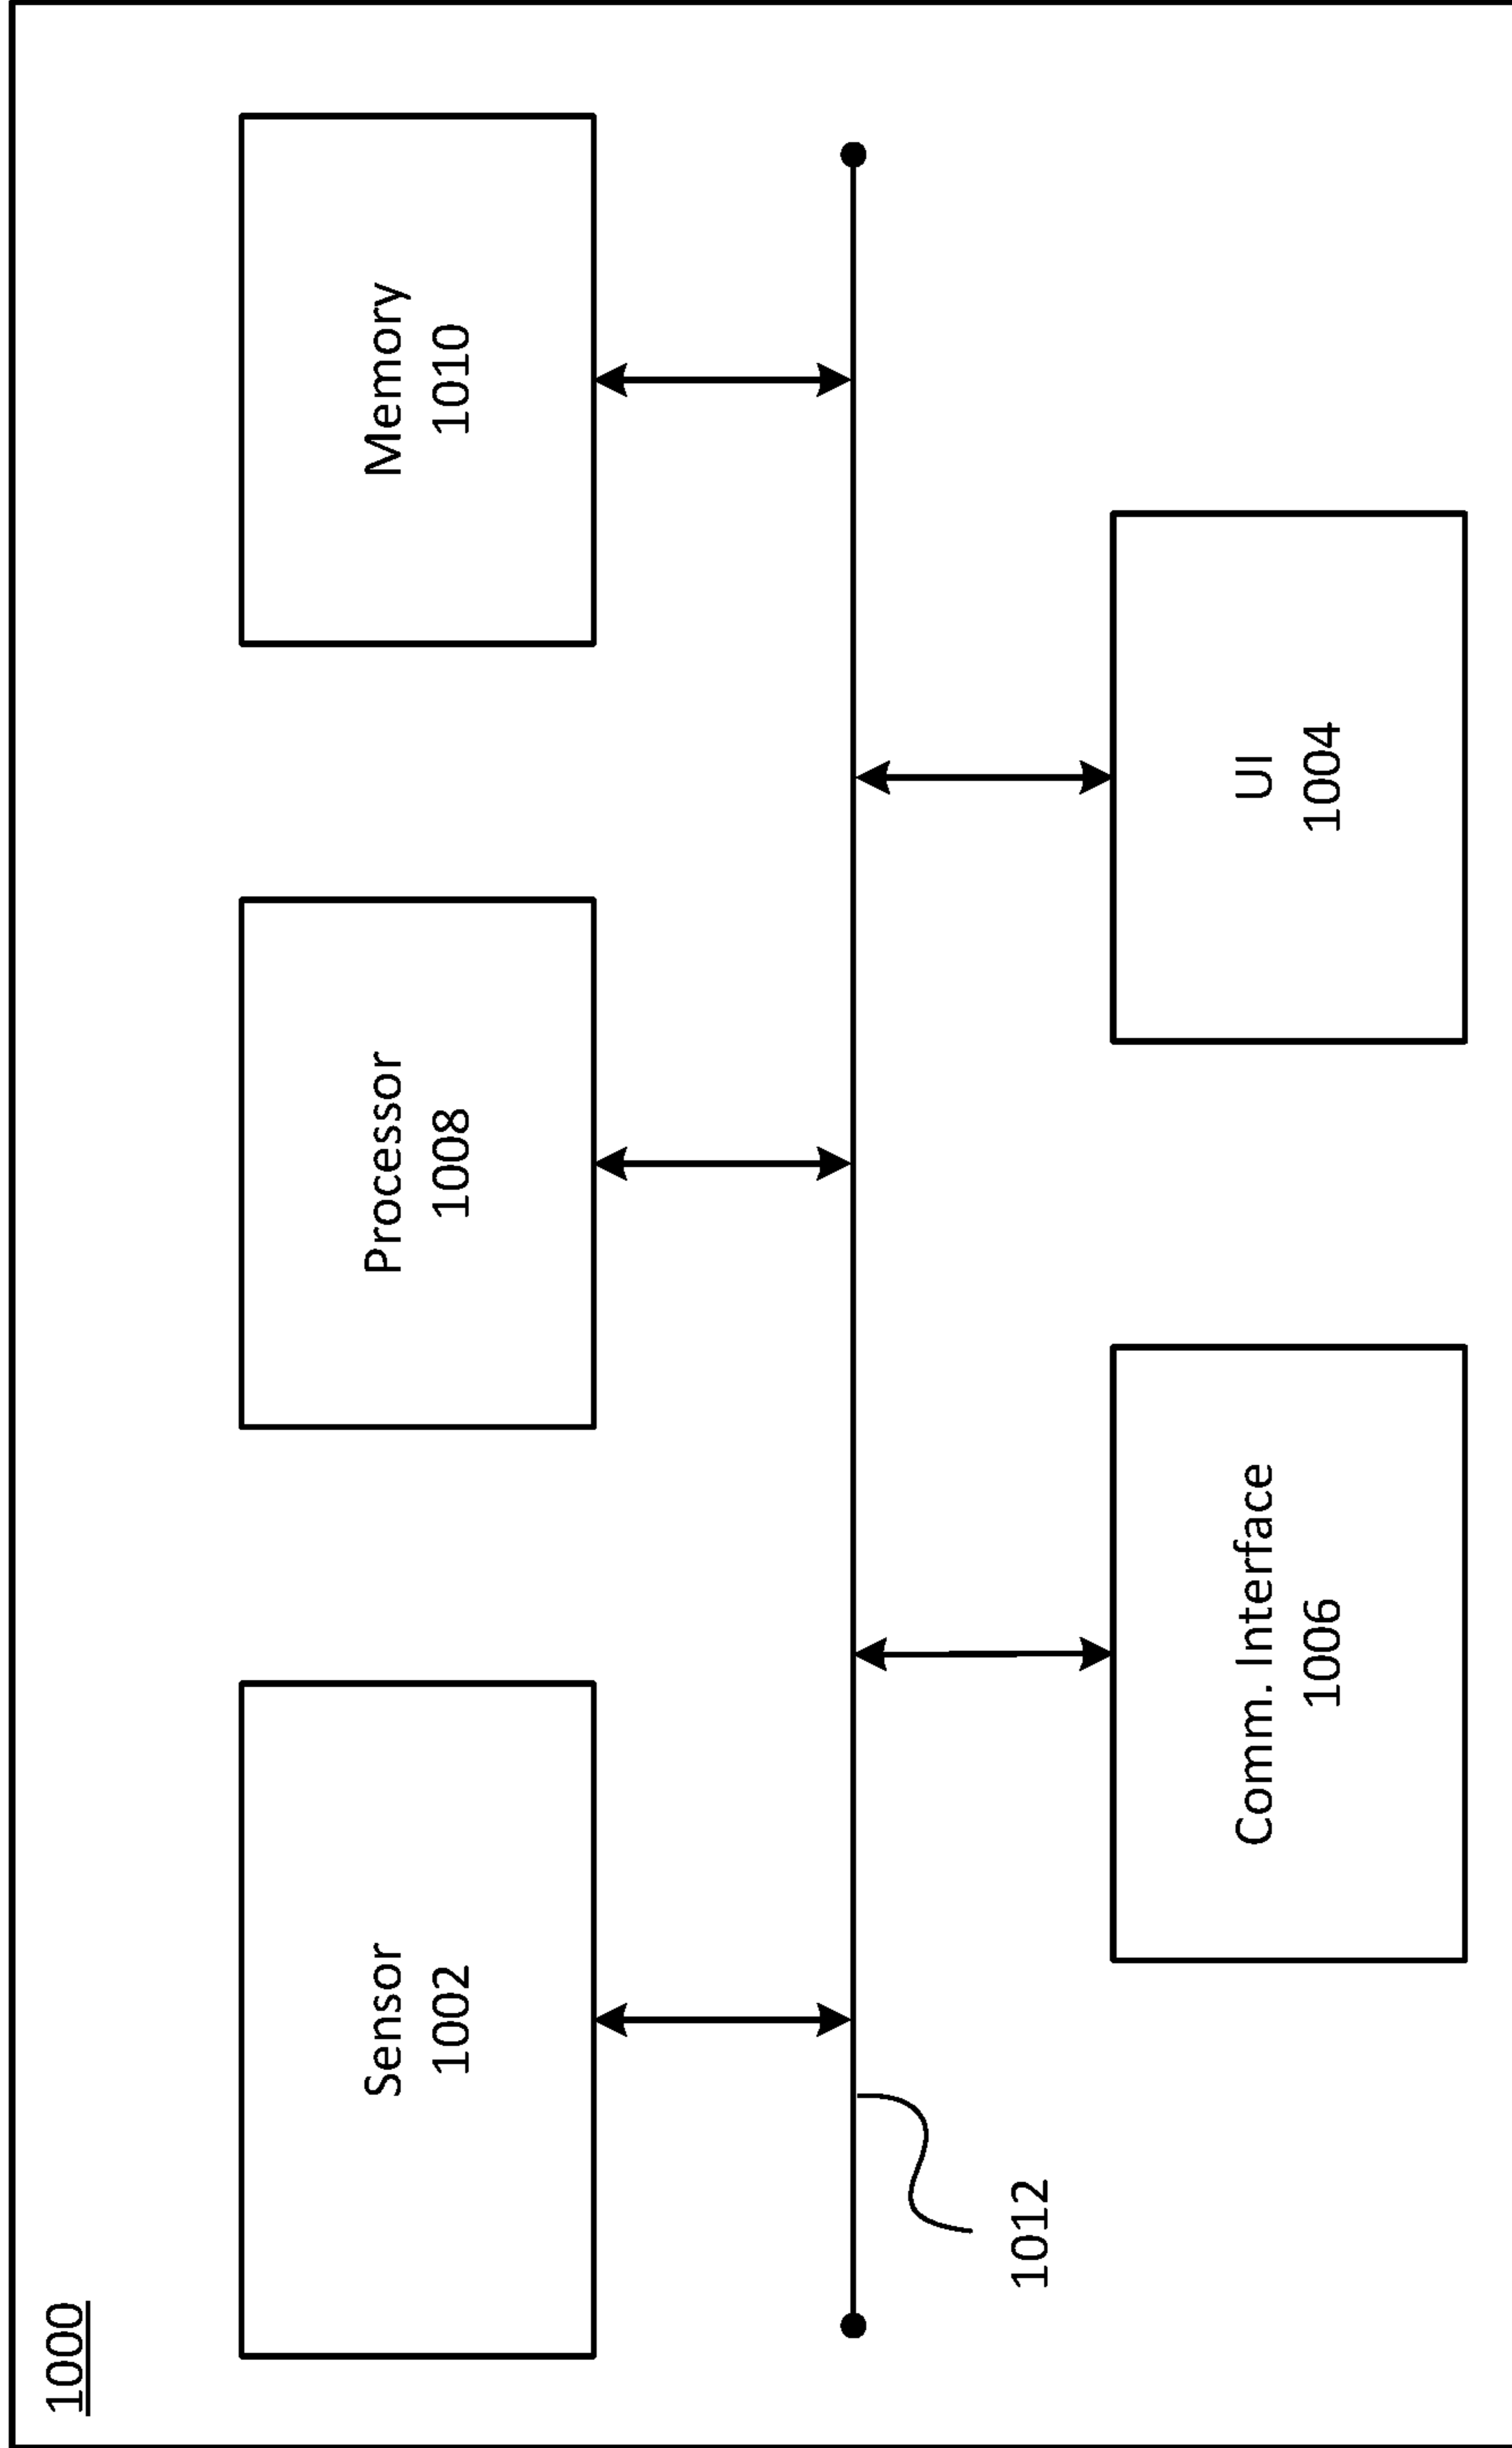 1000
Sensor
1002
Processor
1008
Memory
1010
1012
Comm. Interface
1006
UI
1004